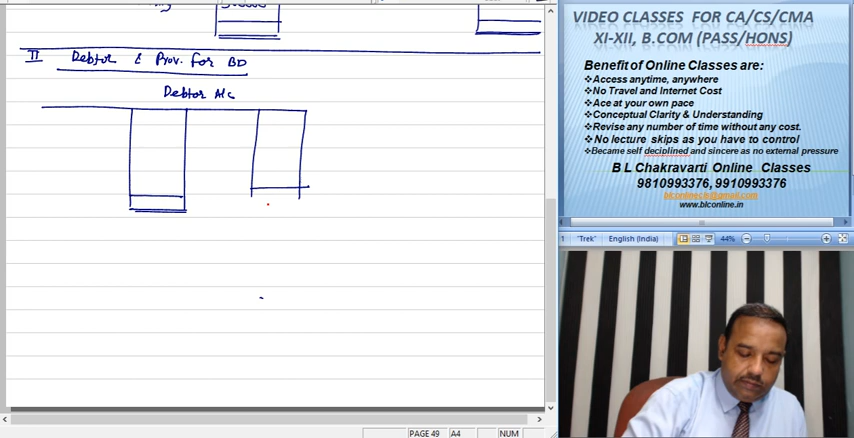 VIDEO CLASSES FOR CA/CS/CMA
XI-XII, B.COM (PASS/HONS)
II Debtor & Prov. for BD
Debtor A/c
Benefit of Online Classes are:
❖Access anytime, anywhere
❖No Travel and Internet Cost
❖Ace at your own pace
❖Conceptual Clarity & Understanding
❖Revise any number of time without any cost.
❖No lecture skips as you have to control
❖Became self deciplined and sincere as no external pressure
B L Chakravarti Online Classes
9810993376, 9910993376
www.blconline.in
1 "Trek" English (India) 44%
PAGE 49 A4 NUM